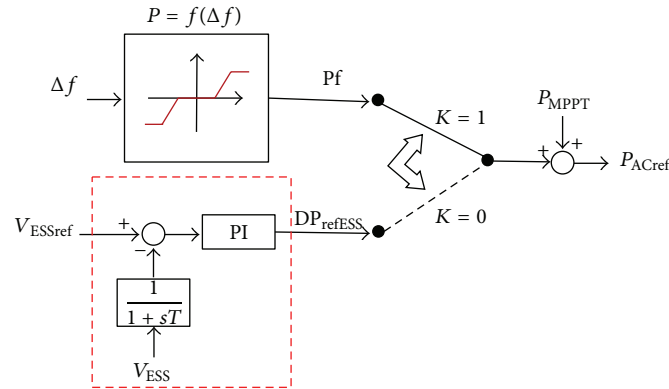 P = f(Δf)
Δf
Pf
K = 1
P_MPPT
+ +
P_ACref
V_ESSref
+
−
PI
DP_refESS
K = 0
1
1 + sT
V_ESS